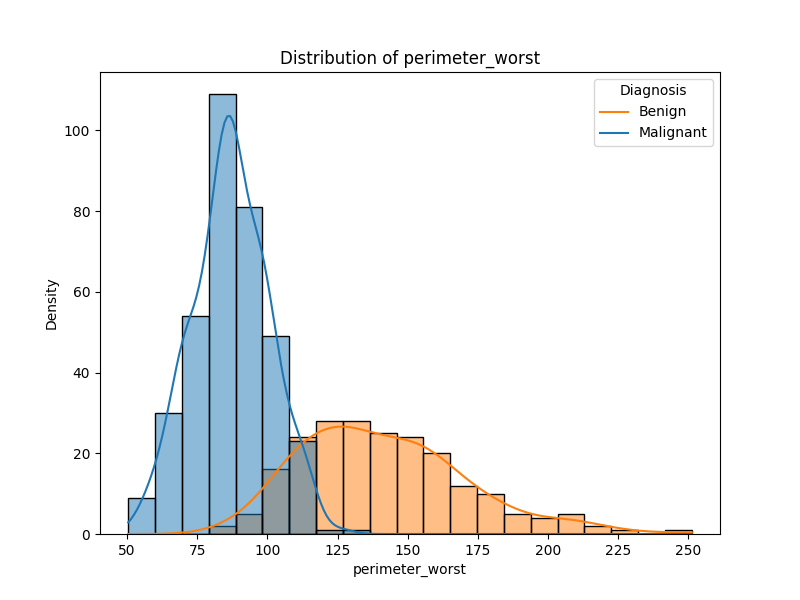 Distribution of perimeter_worst
Diagnosis
Benign
Malignant
Density
100
80
60
40
20
0
50 75 100 125 150 175 200 225 250
perimeter_worst